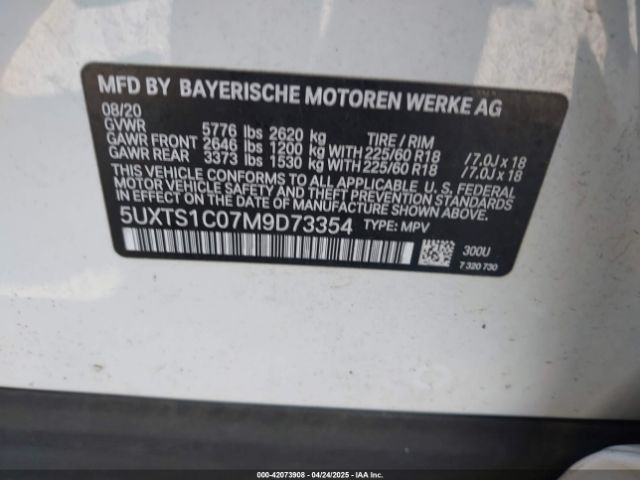 MFD BY BAYERISCHE MOTOREN WERKE AG
08/20
GVWR 5776 lbs 2620 kg TIRE / RIM
GAWR FRONT 2646 lbs 1200 kg WITH 225/60 R18 /7.0J x 18
GAWR REAR 3373 lbs 1530 kg WITH 225/60 R18 /7.0J x 18
THIS VEHICLE CONFORMS TO ALL APPLICABLE U. S. FEDERAL
MOTOR VEHICLE SAFETY AND THEFT PREVENTION STANDARDS
IN EFFECT ON THE DATE OF MANUFACTURE SHOWN ABOVE.
5UXTS1C07M9D73354 TYPE: MPV
300U
7 320 730
000-42073908 | 04/24/2025 | IAA Inc.